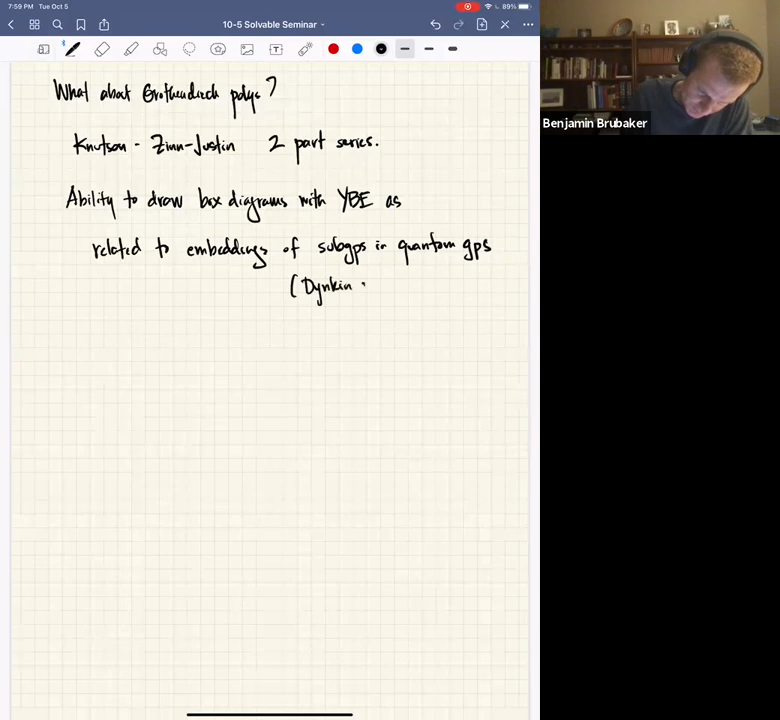 7:59 PM Tue Oct 5
89%
10-5 Solvable Seminar
Benjamin Brubaker
What about Grothendieck polys?
Knutson - Zinn-Justin 2 part series.
Ability to draw box diagrams with YBE as
related to embeddings of subgps in quantum gps
(Dynkin